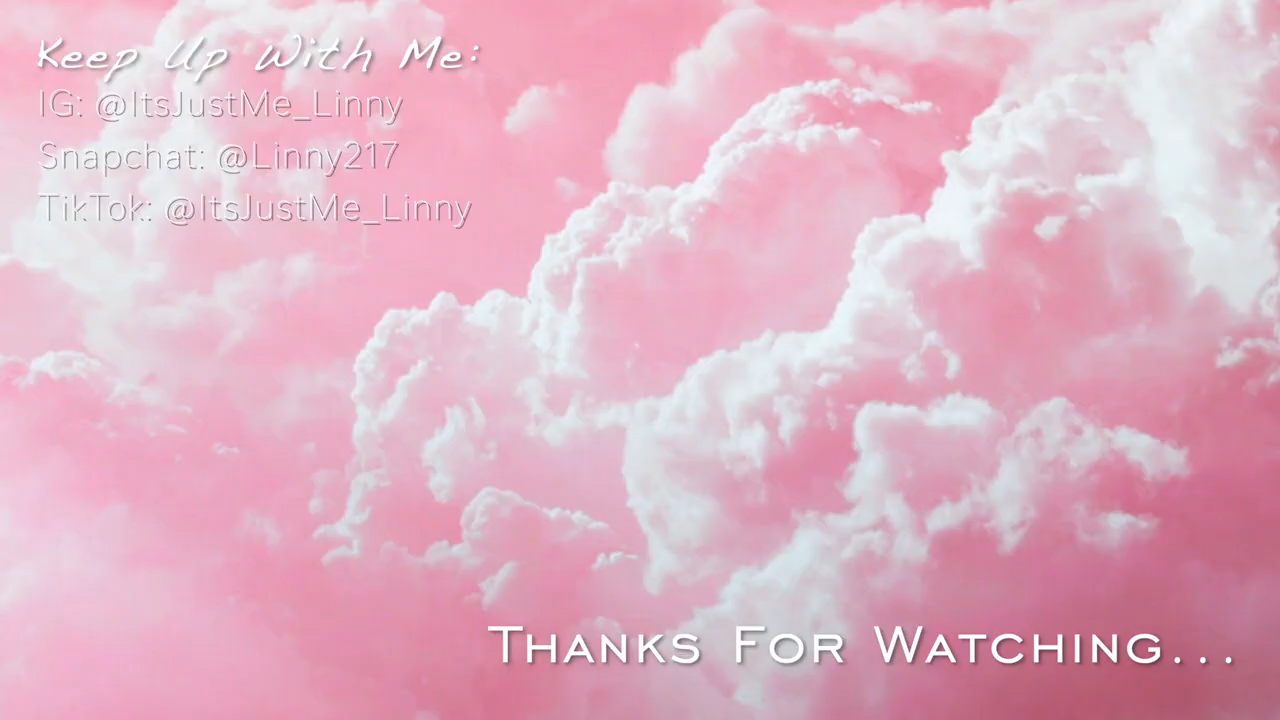 Keep Up With Me:
IG: @ItsJustMe_Linny
Snapchat: @Linny217
TikTok: @ItsJustMe_Linny
THANKS FOR WATCHING...